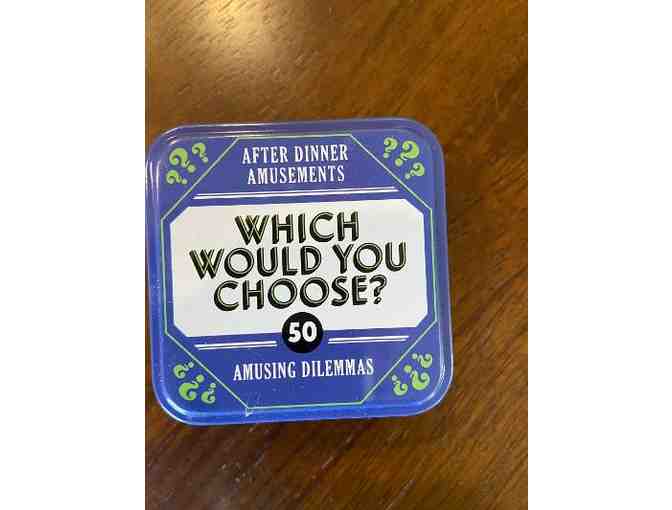 ???
???
AFTER DINNER
AMUSEMENTS
WHICH
WOULD YOU
CHOOSE?
50
AMUSING DILEMMAS
???
???